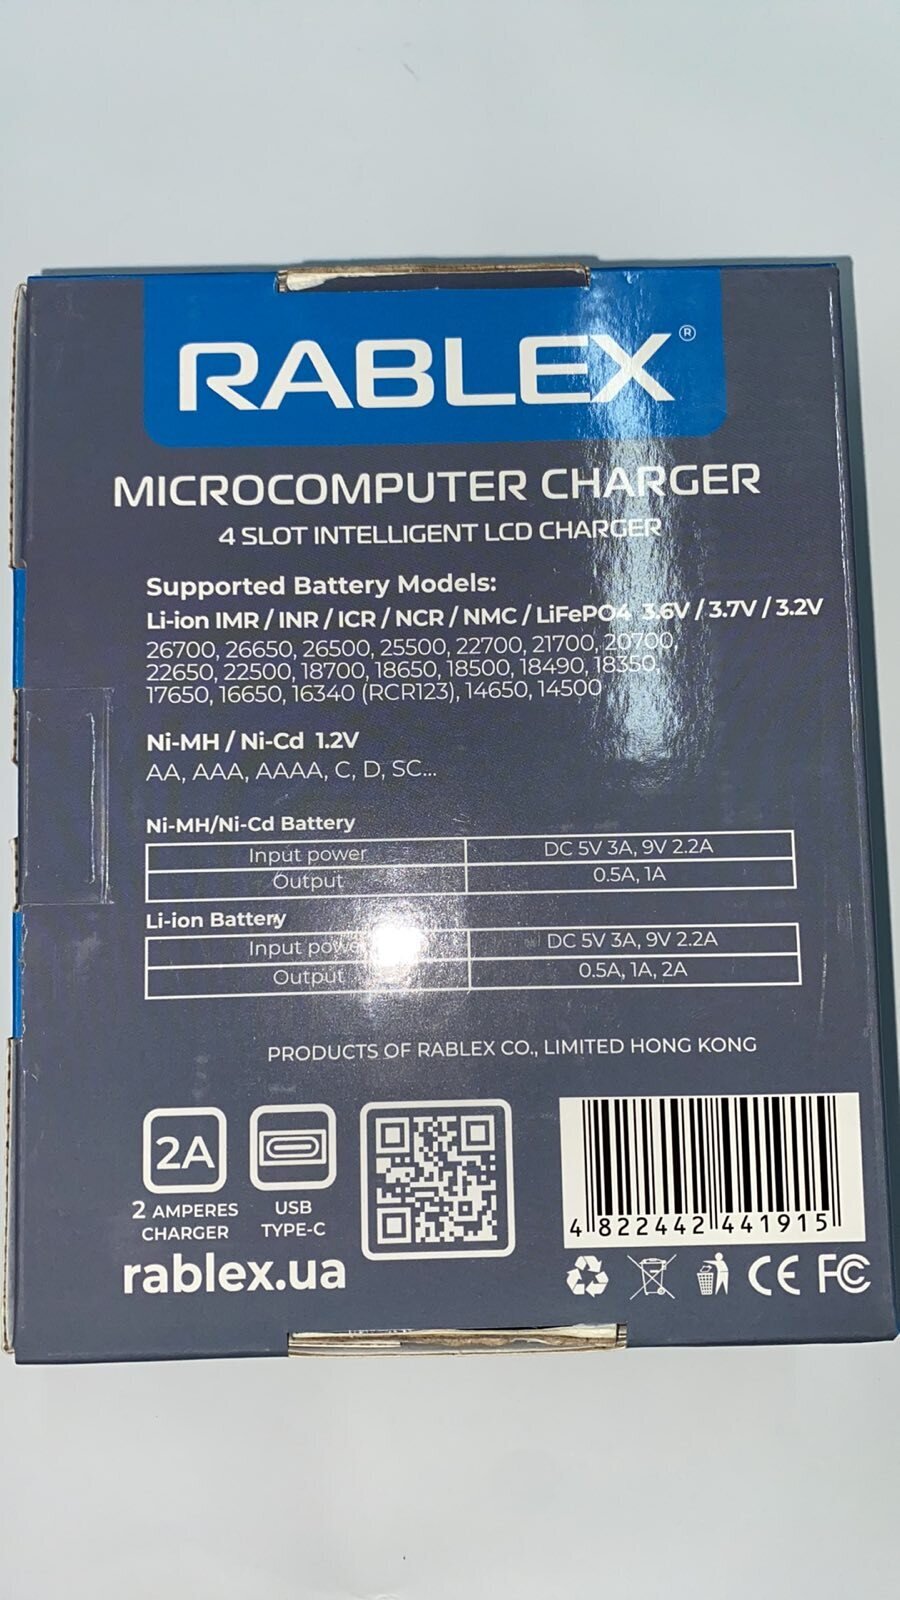 RABLEX®
MICROCOMPUTER CHARGER
4 SLOT INTELLIGENT LCD CHARGER
Supported Battery Models:
Li-ion IMR / INR / ICR / NCR / NMC / LiFePO4 3.6V / 3.7V / 3.2V
26700, 26650, 26500, 25500, 22700, 21700, 20700,
22650, 22500, 18700, 18650, 18500, 18490, 18350,
17650, 16650, 16340 (RCR123), 14650, 14500
Ni-MH / Ni-Cd 1.2V
AA, AAA, AAAA, C, D, SC...
Ni-MH/Ni-Cd Battery
Input power DC 5V 3A, 9V 2.2A
Output 0.5A, 1A
Li-ion Battery
Input power DC 5V 3A, 9V 2.2A
Output 0.5A, 1A, 2A
PRODUCTS OF RABLEX CO., LIMITED HONG KONG
2A
2 AMPERES
CHARGER
USB
TYPE-C
rablex.ua
4 822442 441915
CE FC